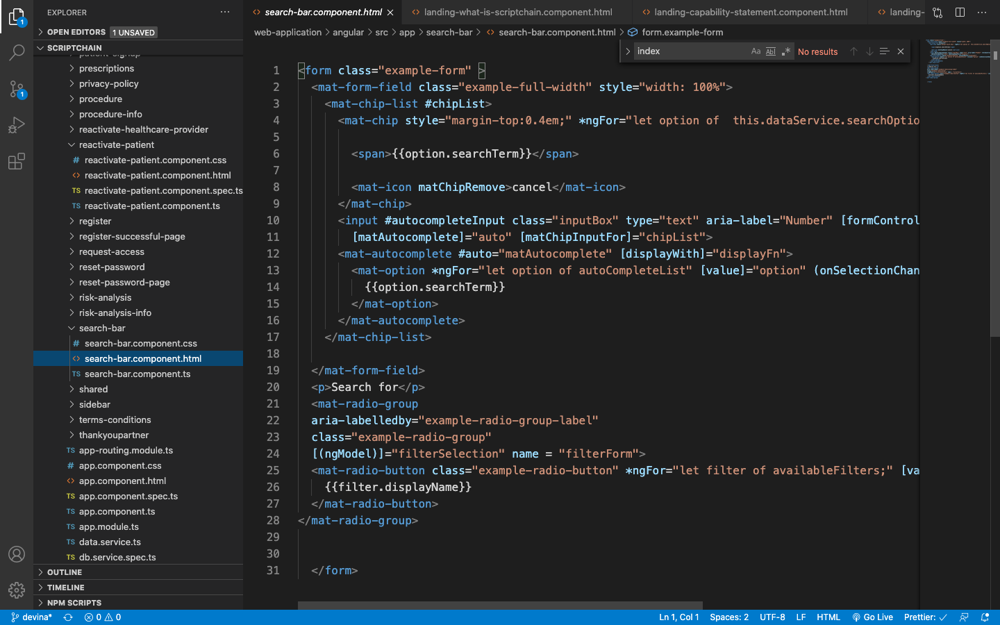 EXPLORER
OPEN EDITORS 1 UNSAVED
SCRIPTCHAIN
patient-signup
prescriptions
privacy-policy
procedure
procedure-info
reactivate-healthcare-provider
reactivate-patient
# reactivate-patient.component.css
<> reactivate-patient.component.html
TS reactivate-patient.component.spec.ts
TS reactivate-patient.component.ts
register
register-successful-page
request-access
reset-password
reset-password-page
risk-analysis
risk-analysis-info
search-bar
# search-bar.component.css
<> search-bar.component.html
TS search-bar.component.ts
shared
sidebar
terms-conditions
thankyoupartner
TS app-routing.module.ts
# app.component.css
<> app.component.html
TS app.component.spec.ts
TS app.component.ts
TS app.module.ts
TS data.service.ts
TS db.service.spec.ts
OUTLINE
TIMELINE
NPM SCRIPTS
1
1
<> search-bar.component.html
<> landing-what-is-scriptchain.component.html
<> landing-capability-statement.component.html
<> landing-
web-application > angular > src > app > search-bar > <> search-bar.component.html > form.example-form
index Aa Abl .* No results
1 <form class="example-form" >
2 <mat-form-field class="example-full-width" style="width: 100%">
3 <mat-chip-list #chipList>
4 <mat-chip style="margin-top:0.4em;" *ngFor="let option of  this.dataService.searchOptio
5
6 <span>{{option.searchTerm}}</span>
7
8 <mat-icon matChipRemove>cancel</mat-icon>
9 </mat-chip>
10 <input #autocompleteInput class="inputBox" type="text" aria-label="Number" [formControl
11 [matAutocomplete]="auto" [matChipInputFor]="chipList">
12 <mat-autocomplete #auto="matAutocomplete" [displayWith]="displayFn">
13 <mat-option *ngFor="let option of autoCompleteList" [value]="option" (onSelectionChan
14 {{option.searchTerm}}
15 </mat-option>
16 </mat-autocomplete>
17 </mat-chip-list>
18
19 </mat-form-field>
20 <p>Search for</p>
21 <mat-radio-group
22 aria-labelledby="example-radio-group-label"
23 class="example-radio-group"
24 [(ngModel)]="filterSelection" name = "filterForm">
25 <mat-radio-button class="example-radio-button" *ngFor="let filter of availableFilters;" [va
26 {{filter.displayName}}
27 </mat-radio-button>
28 </mat-radio-group>
29
30
31 </form>
devina* 0 0 Ln 1, Col 1 Spaces: 2 UTF-8 LF HTML Go Live Prettier: ✓